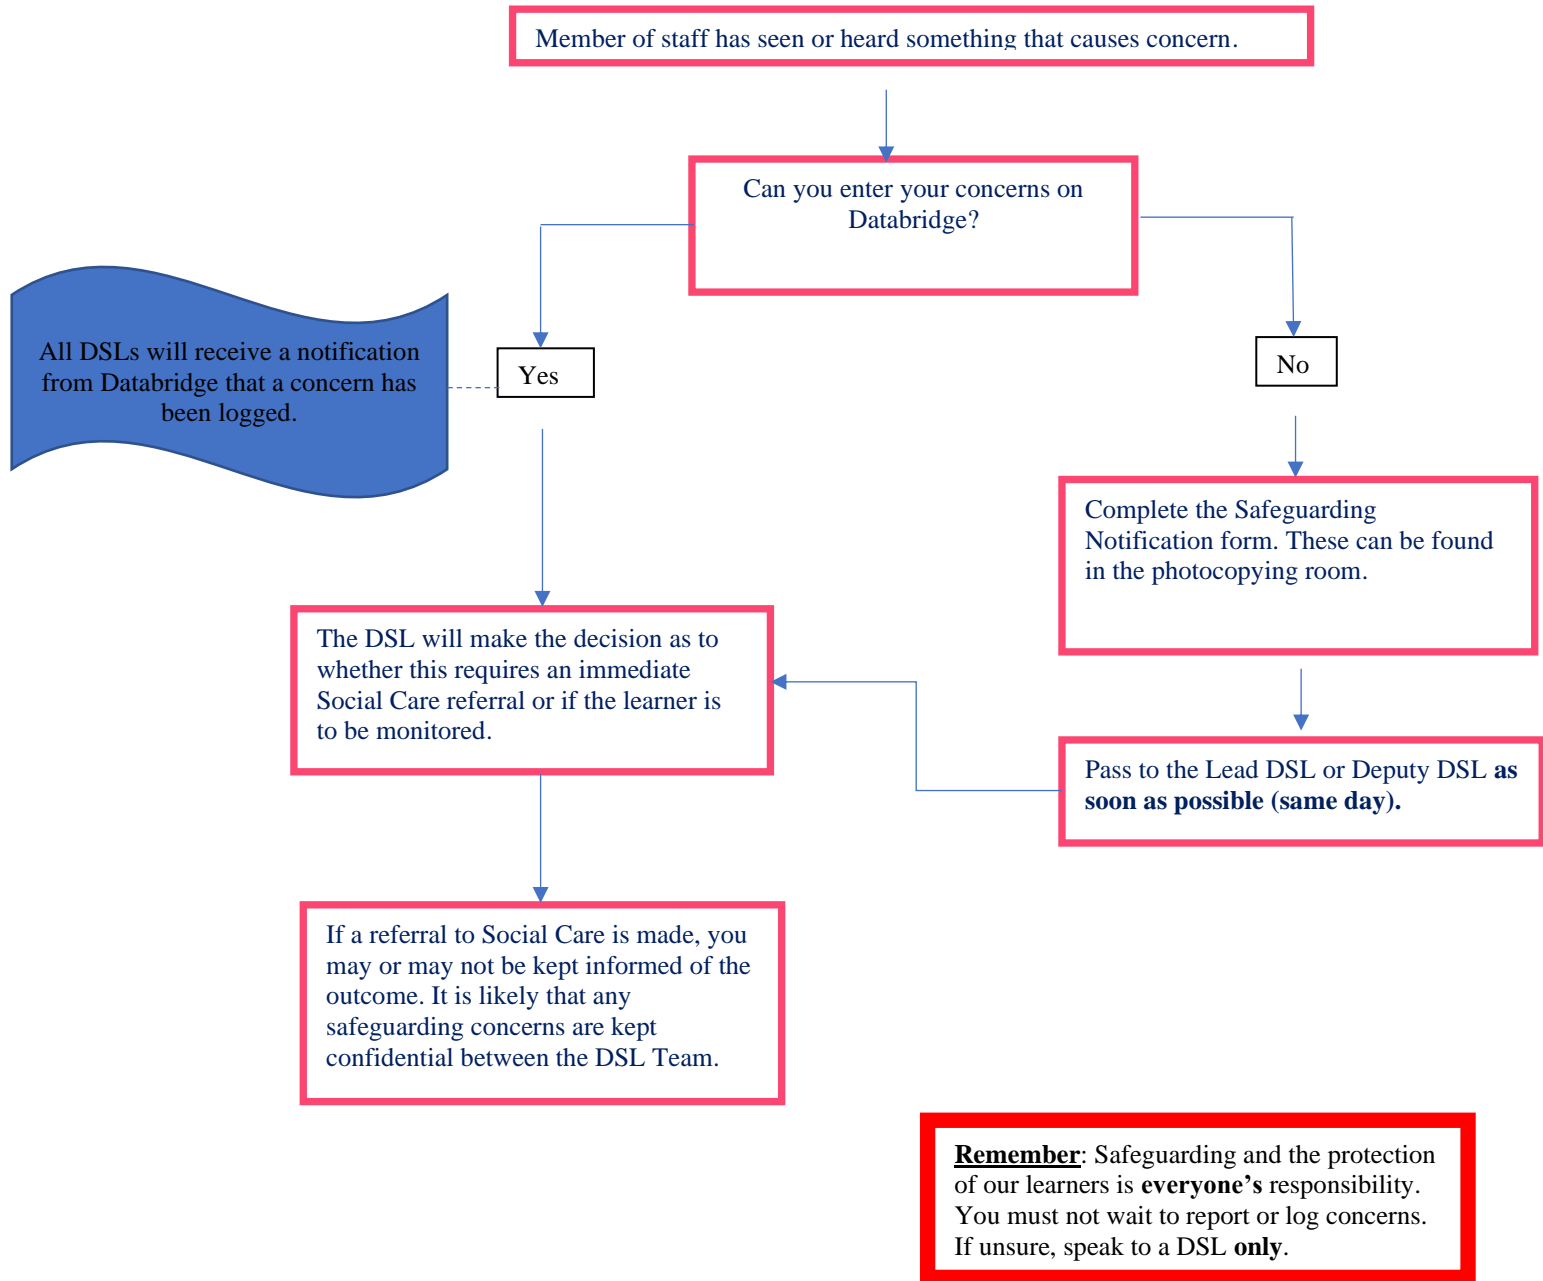 Member of staff has seen or heard something that causes concern.
Can you enter your concerns on
Databridge?
All DSLs will receive a notification
from Databridge that a concern has
been logged.
Yes
No
Complete the Safeguarding
Notification form. These can be found
in the photocopying room.
The DSL will make the decision as to
whether this requires an immediate
Social Care referral or if the learner is
to be monitored.
Pass to the Lead DSL or Deputy DSL as
soon as possible (same day).
If a referral to Social Care is made, you
may or may not be kept informed of the
outcome. It is likely that any
safeguarding concerns are kept
confidential between the DSL Team.
Remember: Safeguarding and the protection
of our learners is everyone’s responsibility.
You must not wait to report or log concerns.
If unsure, speak to a DSL only.